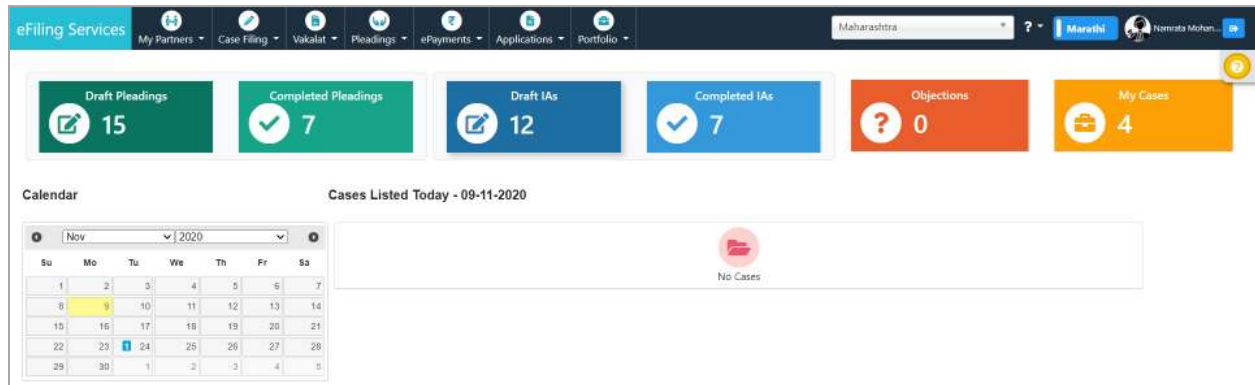 eFiling Services
My Partners
Case Filing
Vakalat
Pleadings
ePayments
Applications
Portfolio
Maharashtra
?
Marathi
Namrata Mohan...
Draft Pleadings
15
Completed Pleadings
7
Draft IAs
12
Completed IAs
7
Objections
0
My Cases
4
Calendar
Cases Listed Today - 09-11-2020
Nov 2020
Su Mo Tu We Th Fr Sa
1 2 3 4 5 6 7
8 9 10 11 12 13 14
15 16 17 18 19 20 21
22 23 1 24 25 26 27 28
29 30 1 2 3 4 5
No Cases